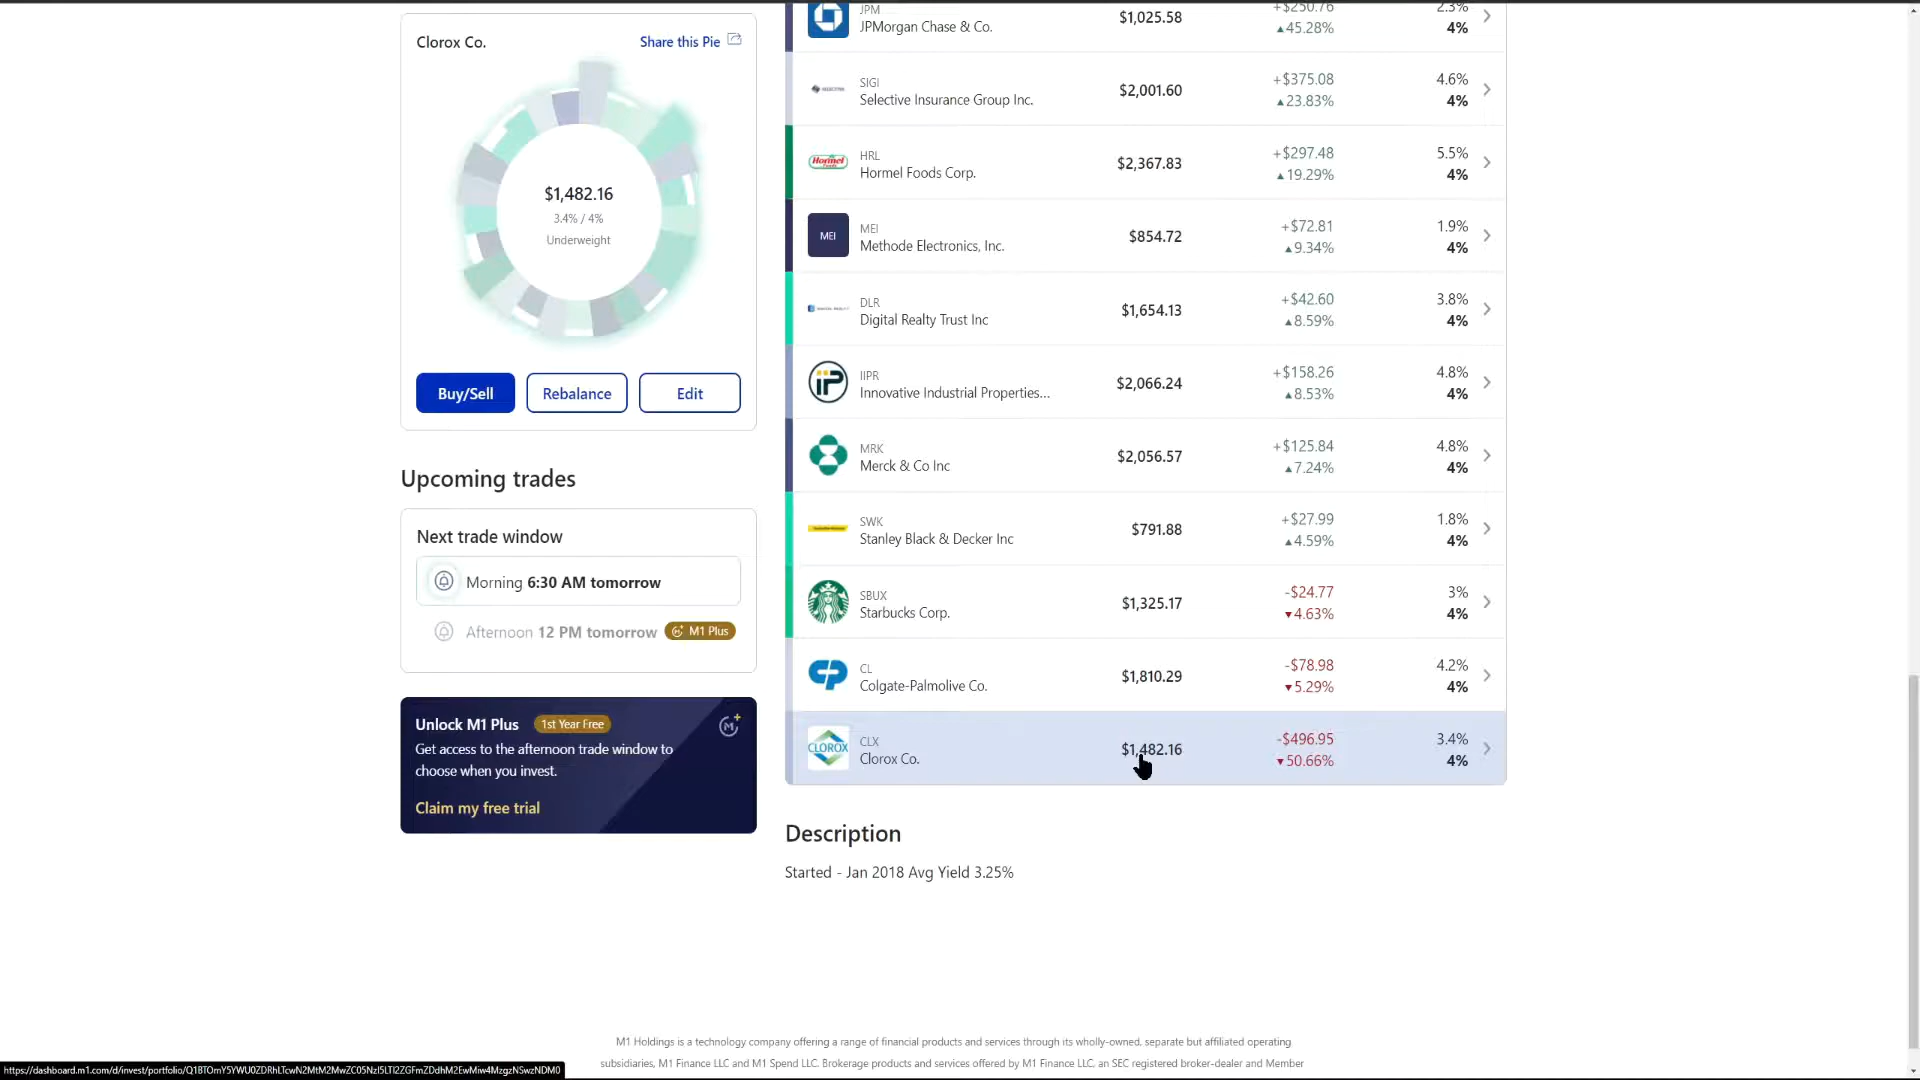 Clorox Co.
Share this Pie
$1,482.16
3.4% / 4%
Underweight
Buy/Sell
Rebalance
Edit
Upcoming trades
Next trade window
Morning 6:30 AM tomorrow
Afternoon 12 PM tomorrow M1 Plus
Unlock M1 Plus 1st Year Free
Get access to the afternoon trade window to
choose when you invest.
Claim my free trial
JPM
JPMorgan Chase & Co.
$1,025.58
+$250.76
45.28%
2.3%
4%
SIGI
Selective Insurance Group Inc.
$2,001.60
+$375.08
23.83%
4.6%
4%
Hormel
HRL
Hormel Foods Corp.
$2,367.83
+$297.48
19.29%
5.5%
4%
MEI
MEI
Methode Electronics, Inc.
$854.72
+$72.81
9.34%
1.9%
4%
DLR
Digital Realty Trust Inc
$1,654.13
+$42.60
8.59%
3.8%
4%
IIPR
Innovative Industrial Properties...
$2,066.24
+$158.26
8.53%
4.8%
4%
MRK
Merck & Co Inc
$2,056.57
+$125.84
7.24%
4.8%
4%
SWK
Stanley Black & Decker Inc
$791.88
+$27.99
4.59%
1.8%
4%
SBUX
Starbucks Corp.
$1,325.17
-$24.77
4.63%
3%
4%
CL
Colgate-Palmolive Co.
$1,810.29
-$78.98
5.29%
4.2%
4%
CLOROX
CLX
Clorox Co.
$1,482.16
-$496.95
50.66%
3.4%
4%
Description
Started - Jan 2018 Avg Yield 3.25%
M1 Holdings is a technology company offering a range of financial products and services through its wholly-owned, separate but affiliated operating
subsidiaries, M1 Finance LLC and M1 Spend LLC. Brokerage products and services offered by M1 Finance LLC, an SEC registered broker-dealer and Member